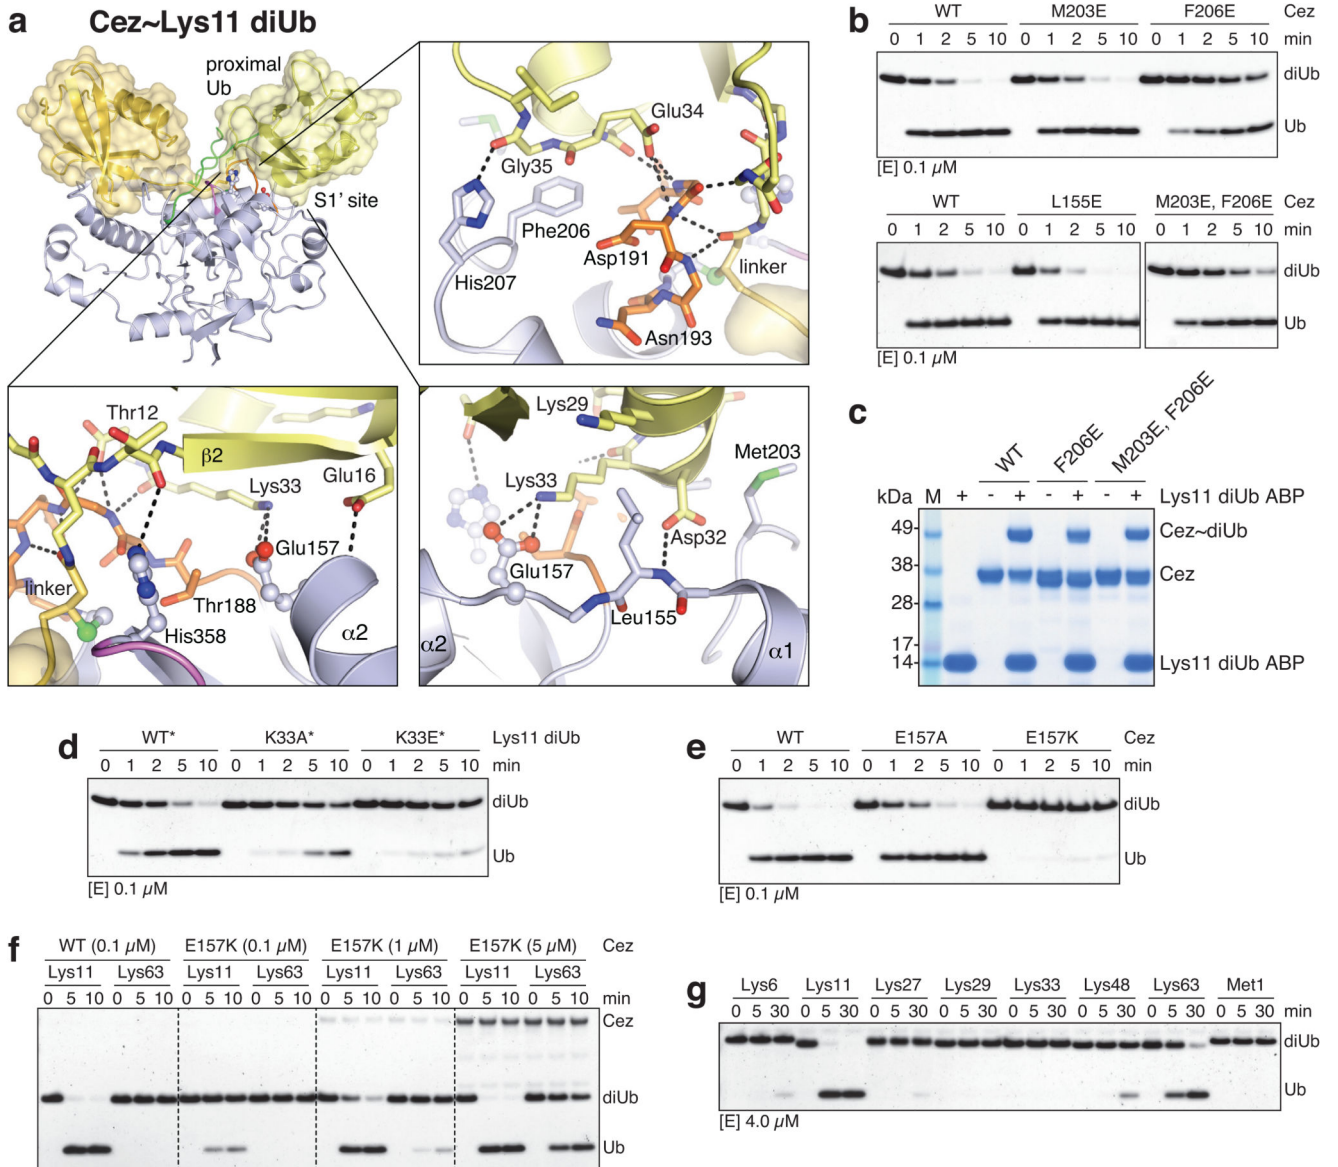 a
Cez~Lys11 diUb
proximal
Ub
S1' site
Glu34
Gly35
Phe206
Asp191
His207
linker
Asn193
Thr12
β2
Glu16
Lys33
Glu157
linker
Thr188
His358
α2
Lys29
Met203
Lys33
Asp32
Glu157
Leu155
α2
α1
b
WT M203E F206E Cez
0 1 2 5 10 0 1 2 5 10 0 1 2 5 10 min
diUb
Ub
[E] 0.1 µM
WT L155E M203E, F206E Cez
0 1 2 5 10 0 1 2 5 10 0 1 2 5 10 min
diUb
Ub
[E] 0.1 µM
c
WT F206E M203E, F206E
kDa M + - + - + - + Lys11 diUb ABP
49 Cez~diUb
38 Cez
28
17
14 Lys11 diUb ABP
d
WT* K33A* K33E* Lys11 diUb
0 1 2 5 10 0 1 2 5 10 0 1 2 5 10 min
diUb
Ub
[E] 0.1 µM
e
WT E157A E157K Cez
0 1 2 5 10 0 1 2 5 10 0 1 2 5 10 min
diUb
Ub
[E] 0.1 µM
f
WT (0.1 µM) E157K (0.1 µM) E157K (1 µM) E157K (5 µM) Cez
Lys11 Lys63 Lys11 Lys63 Lys11 Lys63 Lys11 Lys63
0 5 10 0 5 10 0 5 10 0 5 10 0 5 10 0 5 10 0 5 10 0 5 10 min
Cez
diUb
Ub
g
Lys6 Lys11 Lys27 Lys29 Lys33 Lys48 Lys63 Met1
0 5 30 0 5 30 0 5 30 0 5 30 0 5 30 0 5 30 0 5 30 0 5 30 min
diUb
Ub
[E] 4.0 µM